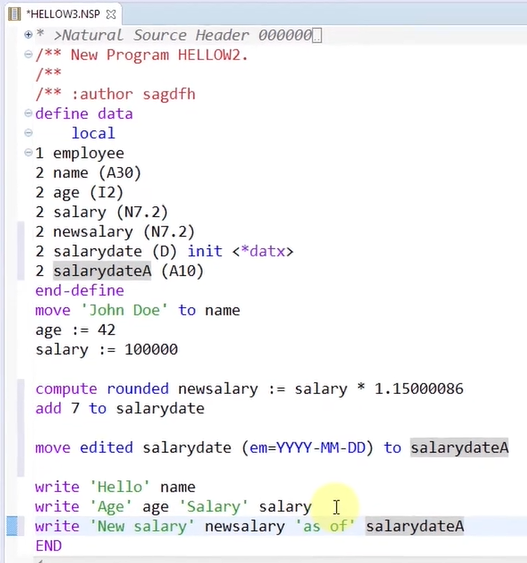 *HELLOW3.NSP
* >Natural Source Header 000000
/** New Program HELLOW2.
/**
/** :author sagdfh
define data
local
1 employee
2 name (A30)
2 age (I2)
2 salary (N7.2)
2 newsalary (N7.2)
2 salarydate (D) init <*datx>
2 salarydateA (A10)
end-define
move 'John Doe' to name
age := 42
salary := 100000
compute rounded newsalary := salary * 1.15000086
add 7 to salarydate
move edited salarydate (em=YYYY-MM-DD) to salarydateA
write 'Hello' name
write 'Age' age 'Salary' salary
write 'New salary' newsalary 'as of' salarydateA
END